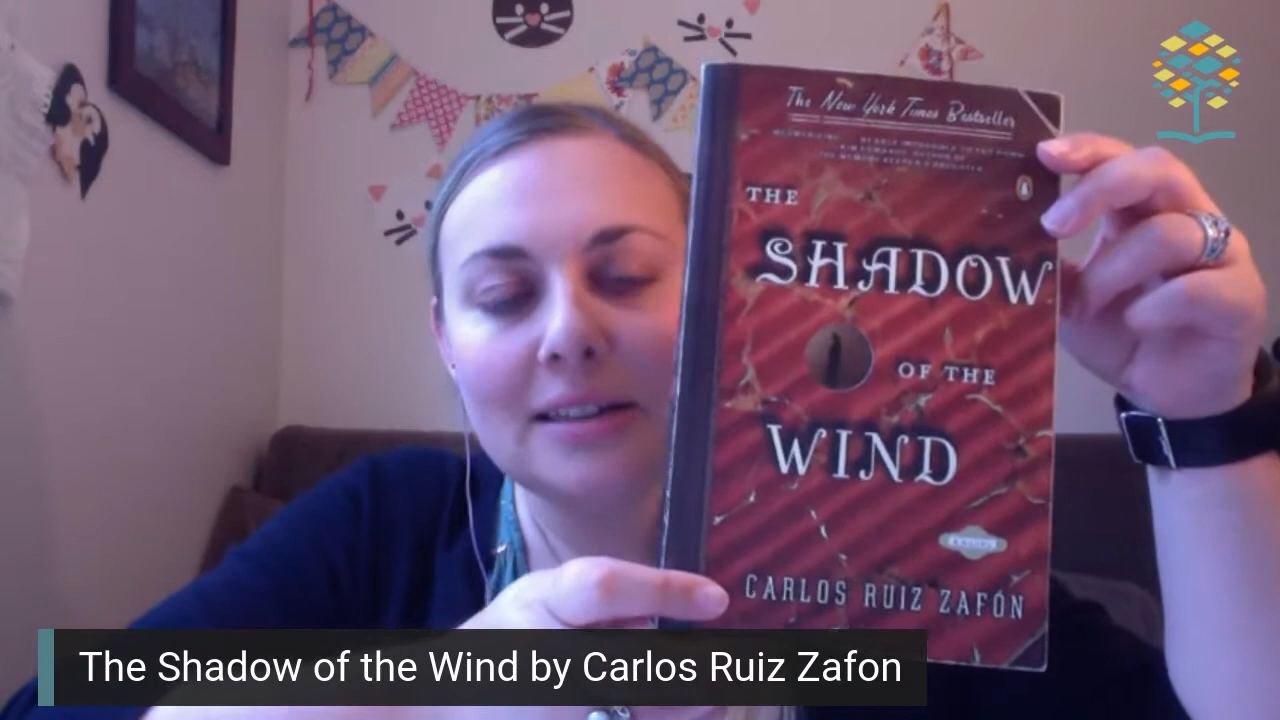 The New York Times Bestseller
THE
SHADOW
OF THE
WIND
CARLOS RUIZ ZAFÓN
The Shadow of the Wind by Carlos Ruiz Zafon